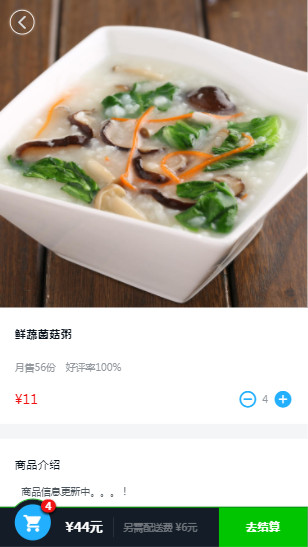 鲜蔬菌菇粥
月售56份 好评率100%
¥11
4
商品介绍
商品信息更新中。。。！
4
¥44元
另需配送费 ¥6元
去结算